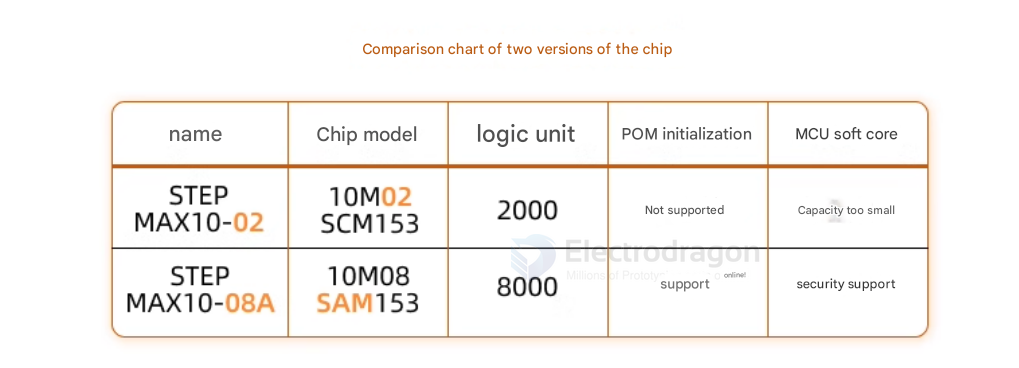 Comparison chart of two versions of the chip
name
Chip model
logic unit
POM initialization
MCU soft core
STEP
MAX10-02
10M02
SCM153
2000
Not supported
Capacity too small
Electrodragon
STEP
MAX10-08A
10M08
SAM153
8000
Millions of Prototy
online!
support
security support